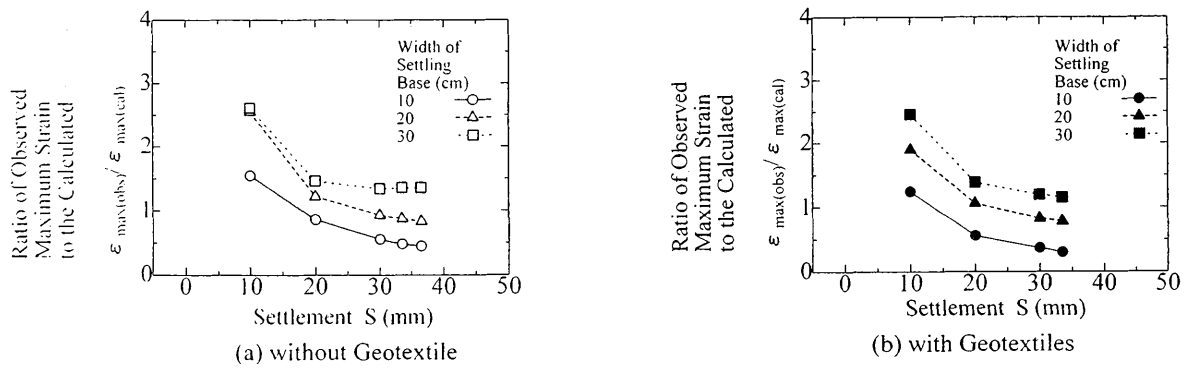 Ratio of Observed
Maximum Strain
to the Calculated
ε max(obs)/ ε max(cal)
4
3
2
1
0
Width of
Settling
Base (cm)
10
20
30
0 10 20 30 40 50
Settlement S (mm)
(a) without Geotextile
Ratio of Observed
Maximum Strain
to the Calculated
ε max(obs)/ ε max(cal)
4
3
2
1
0
Width of
Settling
Base (cm)
10
20
30
0 10 20 30 40 50
Settlement S (mm)
(b) with Geotextiles